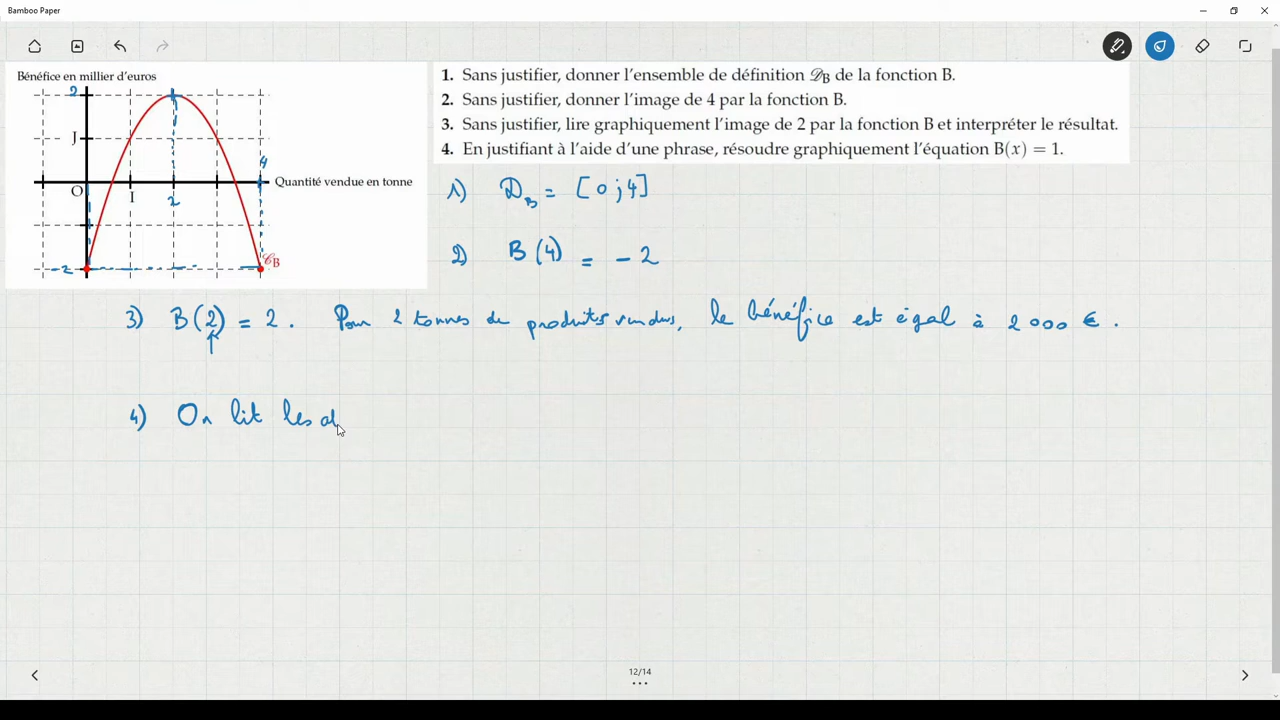 Bamboo Paper
Bénéfice en millier d'euros
2
J
4
O
I
2
Quantité vendue en tonne
-2
𝒞B
1. Sans justifier, donner l'ensemble de définition 𝒟B de la fonction B.
2. Sans justifier, donner l'image de 4 par la fonction B.
3. Sans justifier, lire graphiquement l'image de 2 par la fonction B et interpréter le résultat.
4. En justifiant à l'aide d'une phrase, résoudre graphiquement l'équation B(x) = 1.
1) 𝒟B = [0;4]
2) B(4) = -2
3) B(2) = 2. Pour 2 tonnes de produits vendus, le bénéfice est égal à 2 000 €.
4) On lit les a
12/14